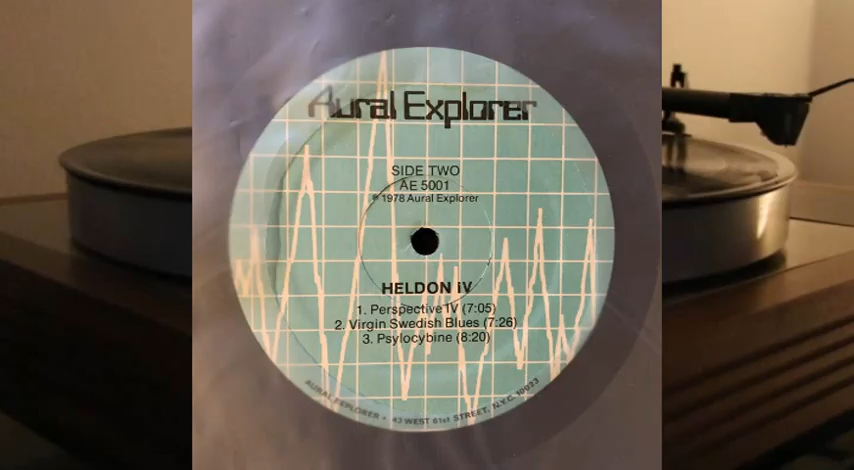 Aural Explorer
SIDE TWO
AE 5001
℗ 1978 Aural Explorer
HELDON iV
1. Perspective IV (7:05)
2. Virgin Swedish Blues (7:26)
3. Psylocybine (8:20)
AURAL EXPLORER • 43 WEST 61st STREET, N.Y.C. 10023